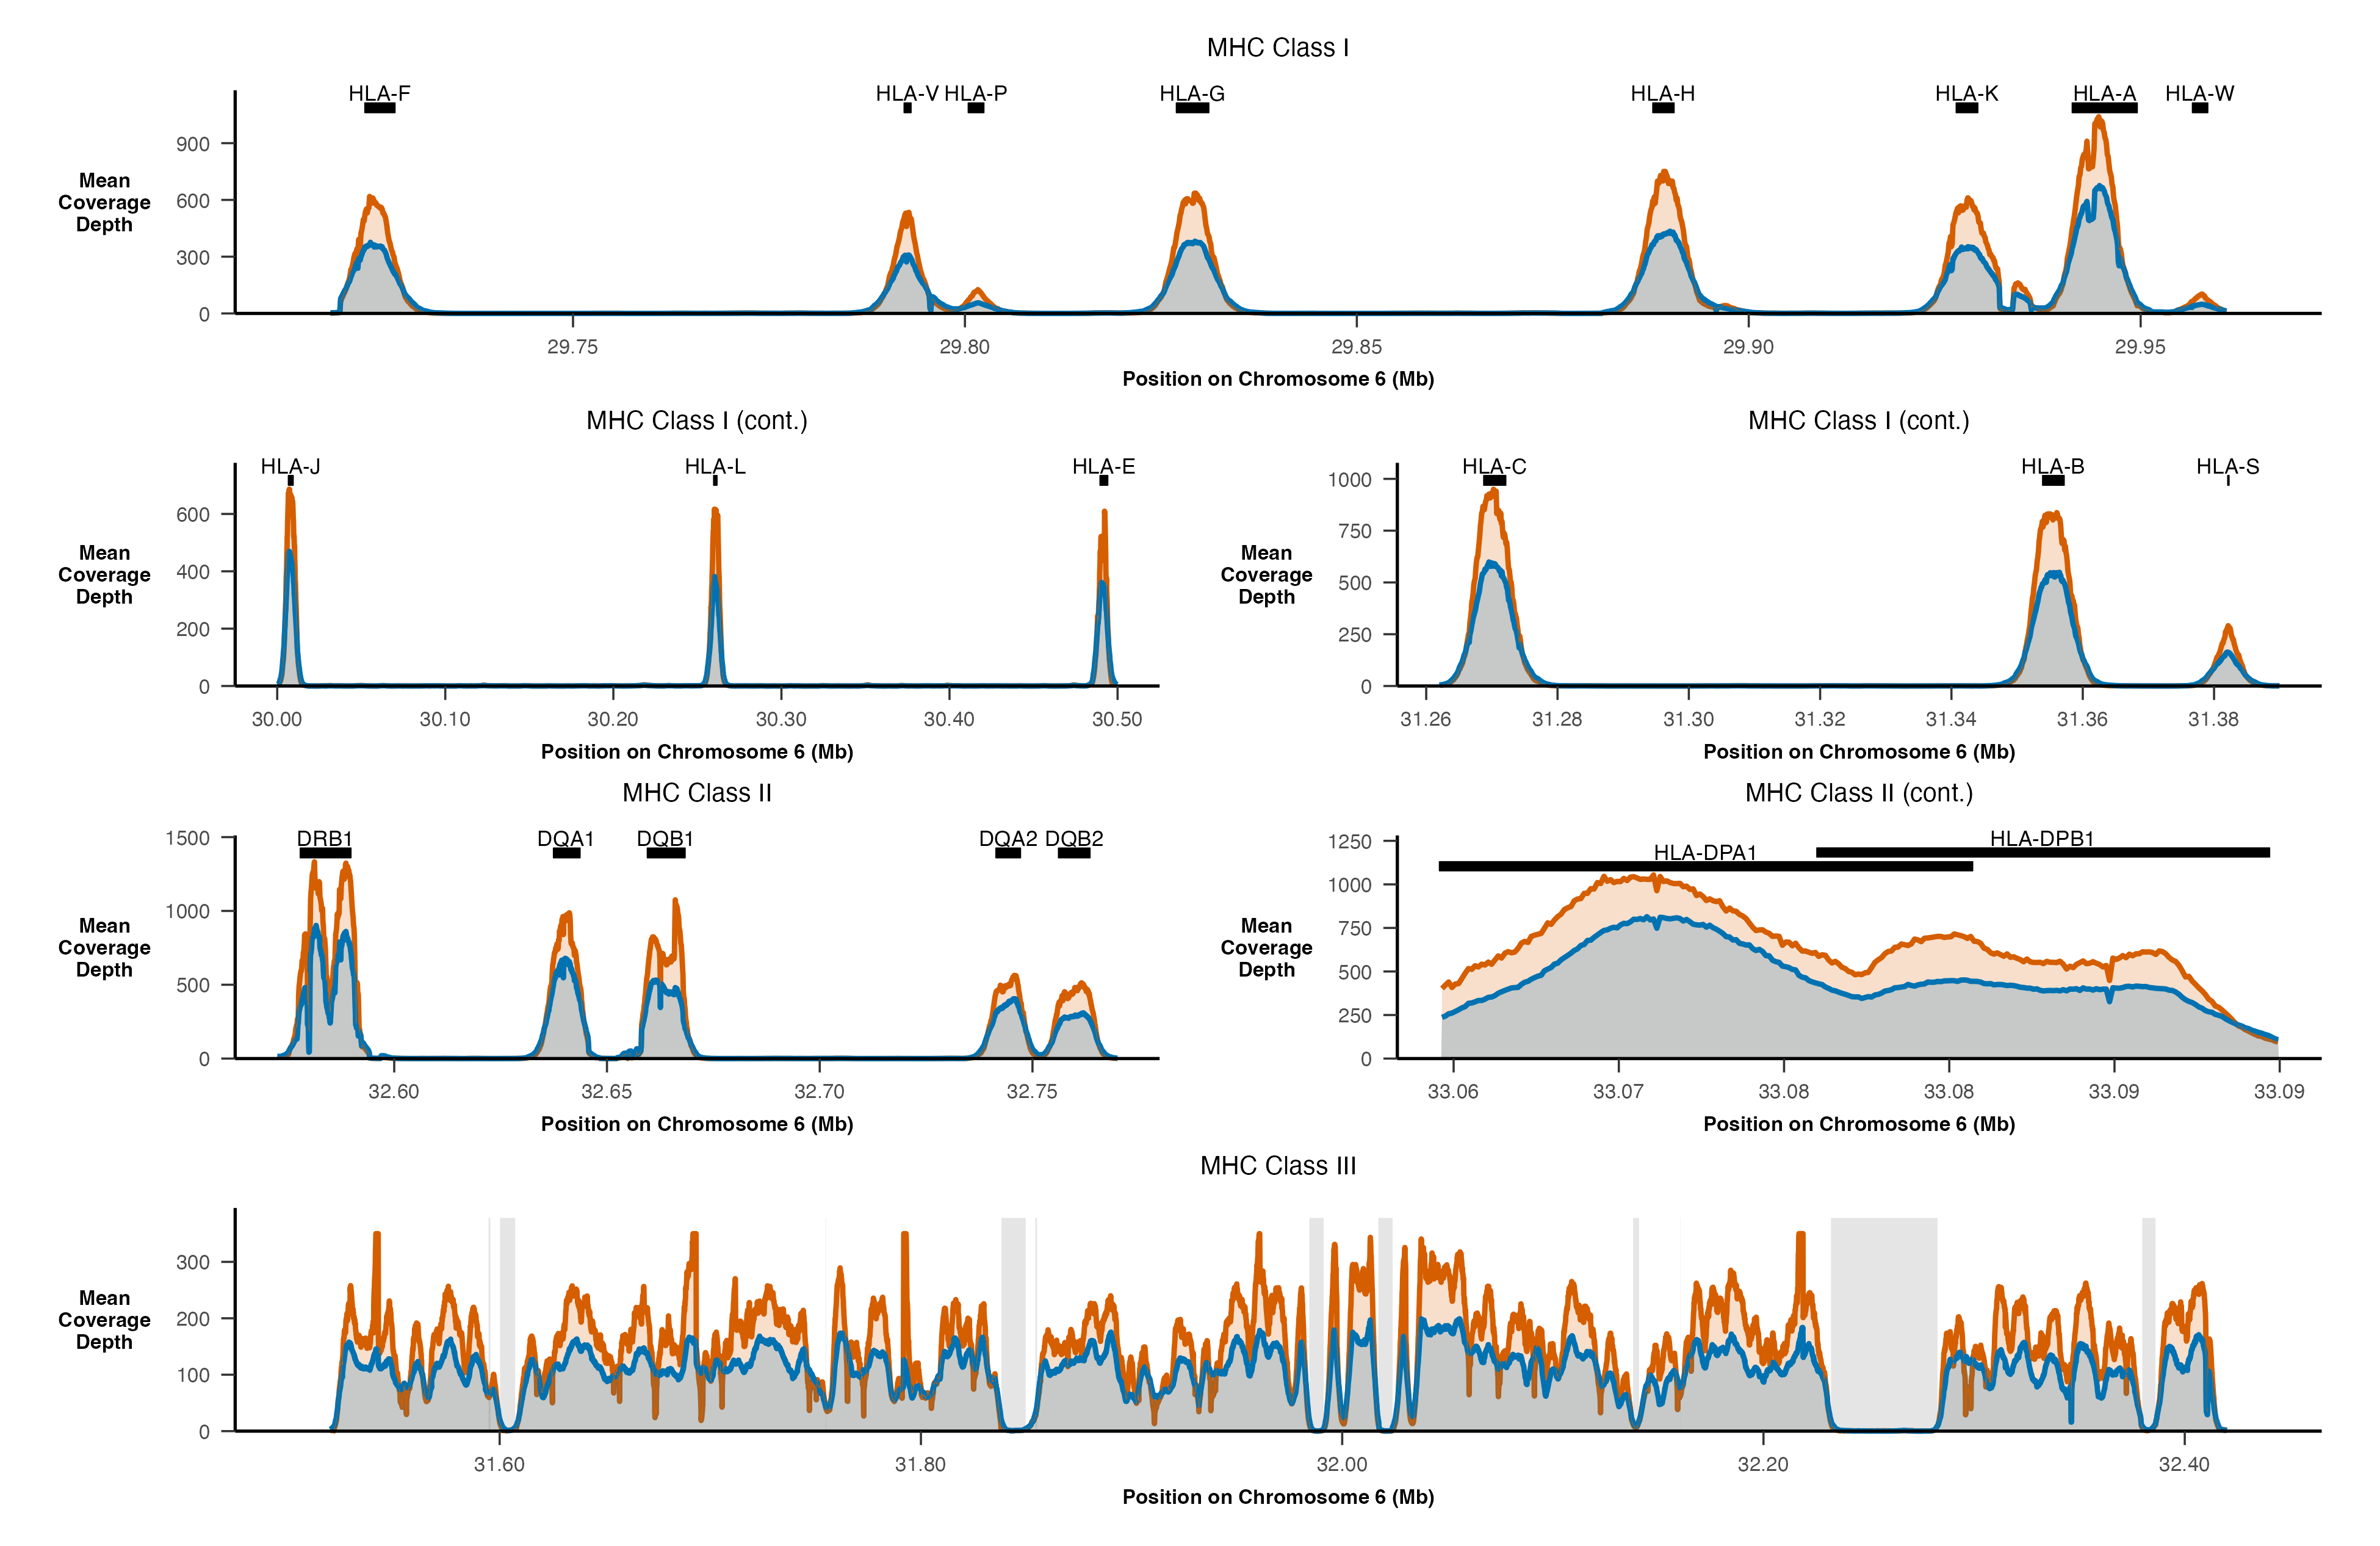 MHC Class I
HLA-F HLA-V HLA-P HLA-G HLA-H HLA-K HLA-A HLA-W
900
600
300
0
Mean
Coverage
Depth
29.75 29.80 29.85 29.90 29.95
Position on Chromosome 6 (Mb)
MHC Class I (cont.)
HLA-J HLA-L HLA-E
600
400
200
0
Mean
Coverage
Depth
30.00 30.10 30.20 30.30 30.40 30.50
Position on Chromosome 6 (Mb)
MHC Class I (cont.)
HLA-C HLA-B HLA-S
1000
750
500
250
0
Mean
Coverage
Depth
31.26 31.28 31.30 31.32 31.34 31.36 31.38
Position on Chromosome 6 (Mb)
MHC Class II
DRB1 DQA1 DQB1 DQA2 DQB2
1500
1000
500
0
Mean
Coverage
Depth
32.60 32.65 32.70 32.75
Position on Chromosome 6 (Mb)
MHC Class II (cont.)
HLA-DPB1
HLA-DPA1
1250
1000
750
500
250
0
Mean
Coverage
Depth
33.06 33.07 33.08 33.08 33.09 33.09
Position on Chromosome 6 (Mb)
MHC Class III
300
200
100
0
Mean
Coverage
Depth
31.60 31.80 32.00 32.20 32.40
Position on Chromosome 6 (Mb)